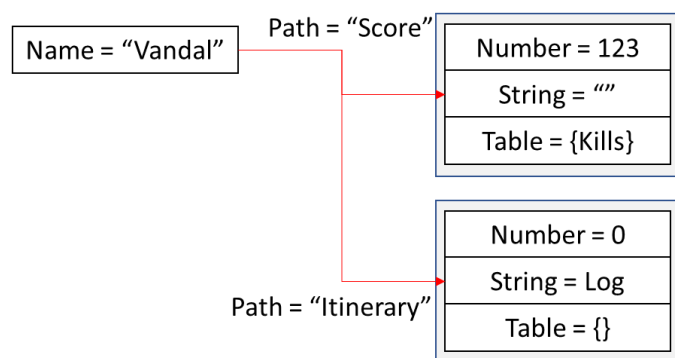 Path = “Score”
Name = “Vandal”
Number = 123
String = “”
Table = {Kills}
Number = 0
String = Log
Path = “Itinerary”
Table = {}